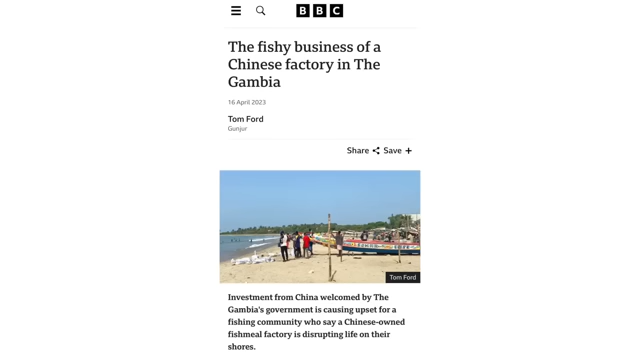 BBC
The fishy business of a
Chinese factory in The
Gambia
16 April 2023
Tom Ford
Gunjur
Share Save
Tom Ford
Investment from China welcomed by The
Gambia's government is causing upset for a
fishing community who say a Chinese-owned
fishmeal factory is disrupting life on their
shores.